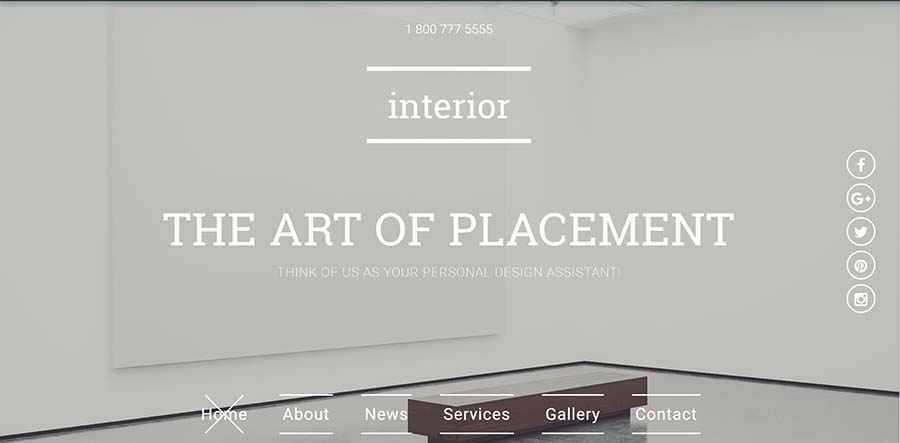 1 800 777 5555
interior
THE ART OF PLACEMENT
THINK OF US AS YOUR PERSONAL DESIGN ASSISTANT!
f
G+
Home About News Services Gallery Contact